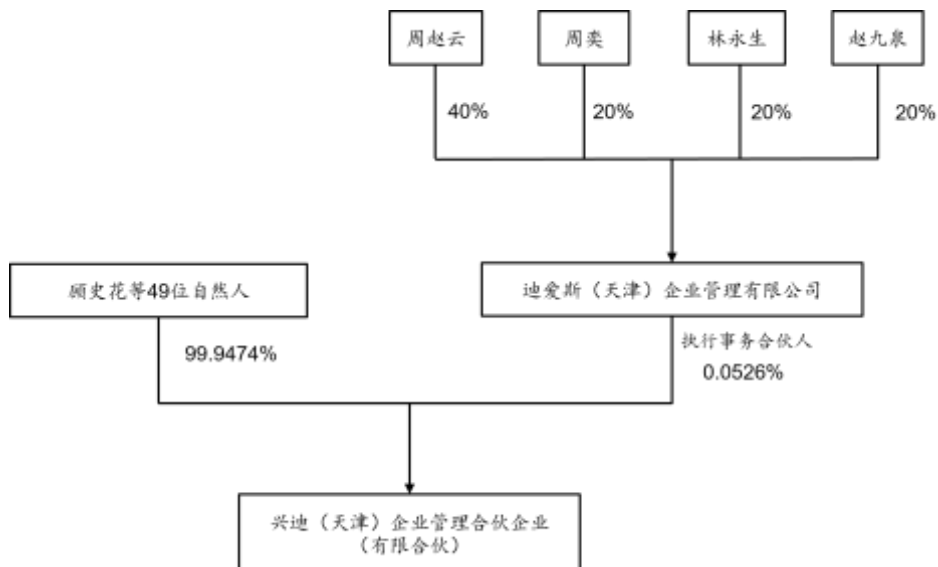 周赵云
周奕
林永生
赵九泉
40%
20%
20%
20%
顾史花等49位自然人
迪爱斯（天津）企业管理有限公司
99.9474%
执行事务合伙人
0.0526%
兴迪（天津）企业管理合伙企业
（有限合伙）